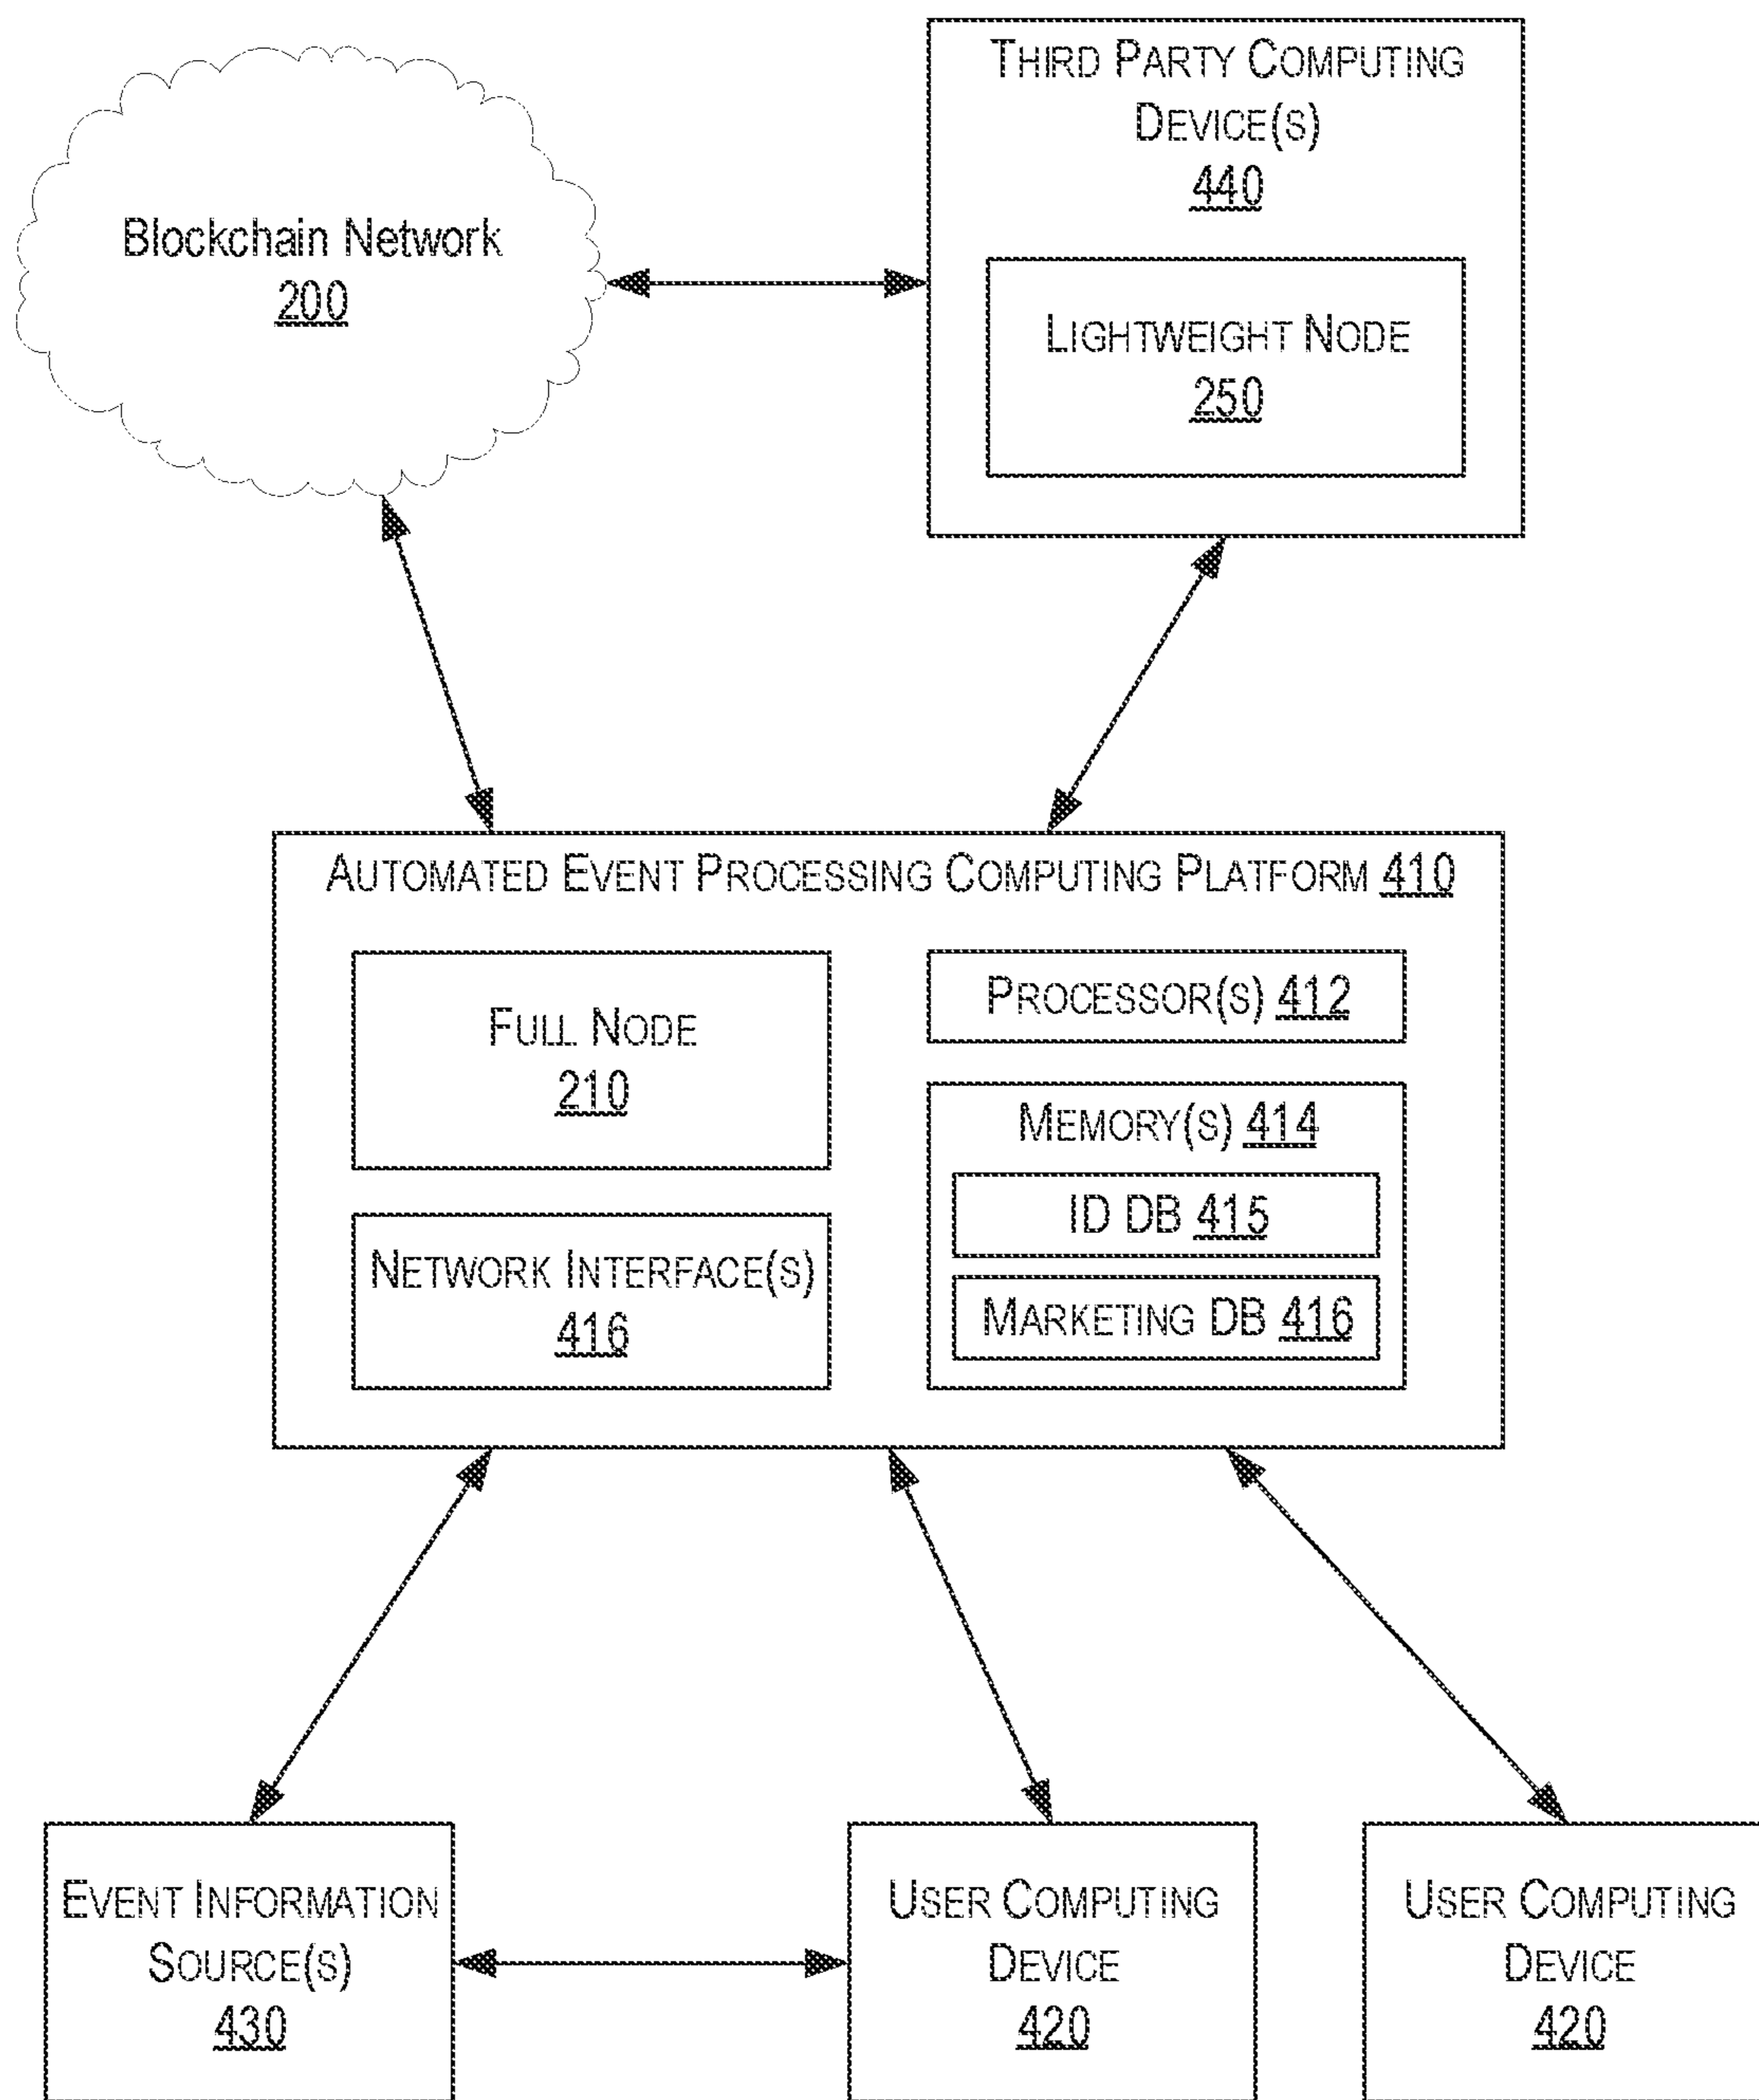 Blockchain Network
200
THIRD PARTY COMPUTING
DEVICE(S)
440
LIGHTWEIGHT NODE
250
AUTOMATED EVENT PROCESSING COMPUTING PLATFORM 410
FULL NODE
210
NETWORK INTERFACE(S)
416
PROCESSOR(S) 412
MEMORY(S) 414
ID DB 415
MARKETING DB 416
EVENT INFORMATION
SOURCE(S)
430
USER COMPUTING
DEVICE
420
USER COMPUTING
DEVICE
420